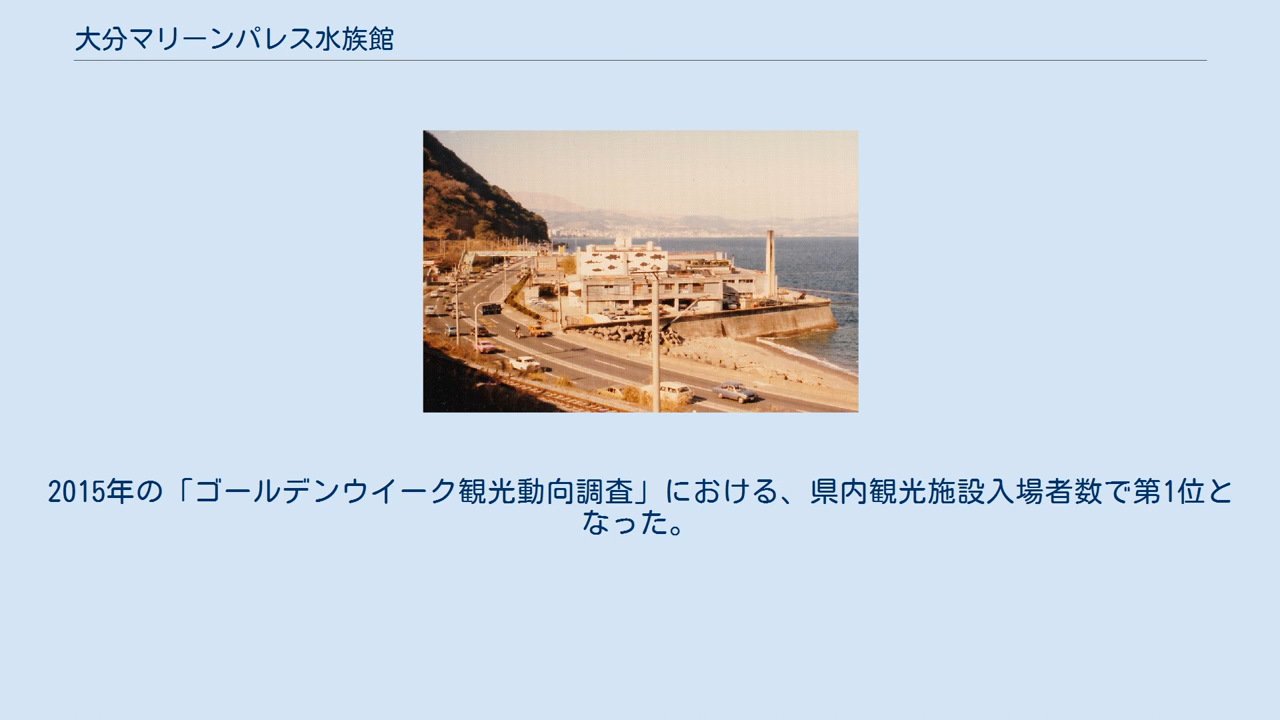 大分マリーンパレス水族館
2015年の「ゴールデンウイーク観光動向調査」における、県内観光施設入場者数で第1位と
なった。